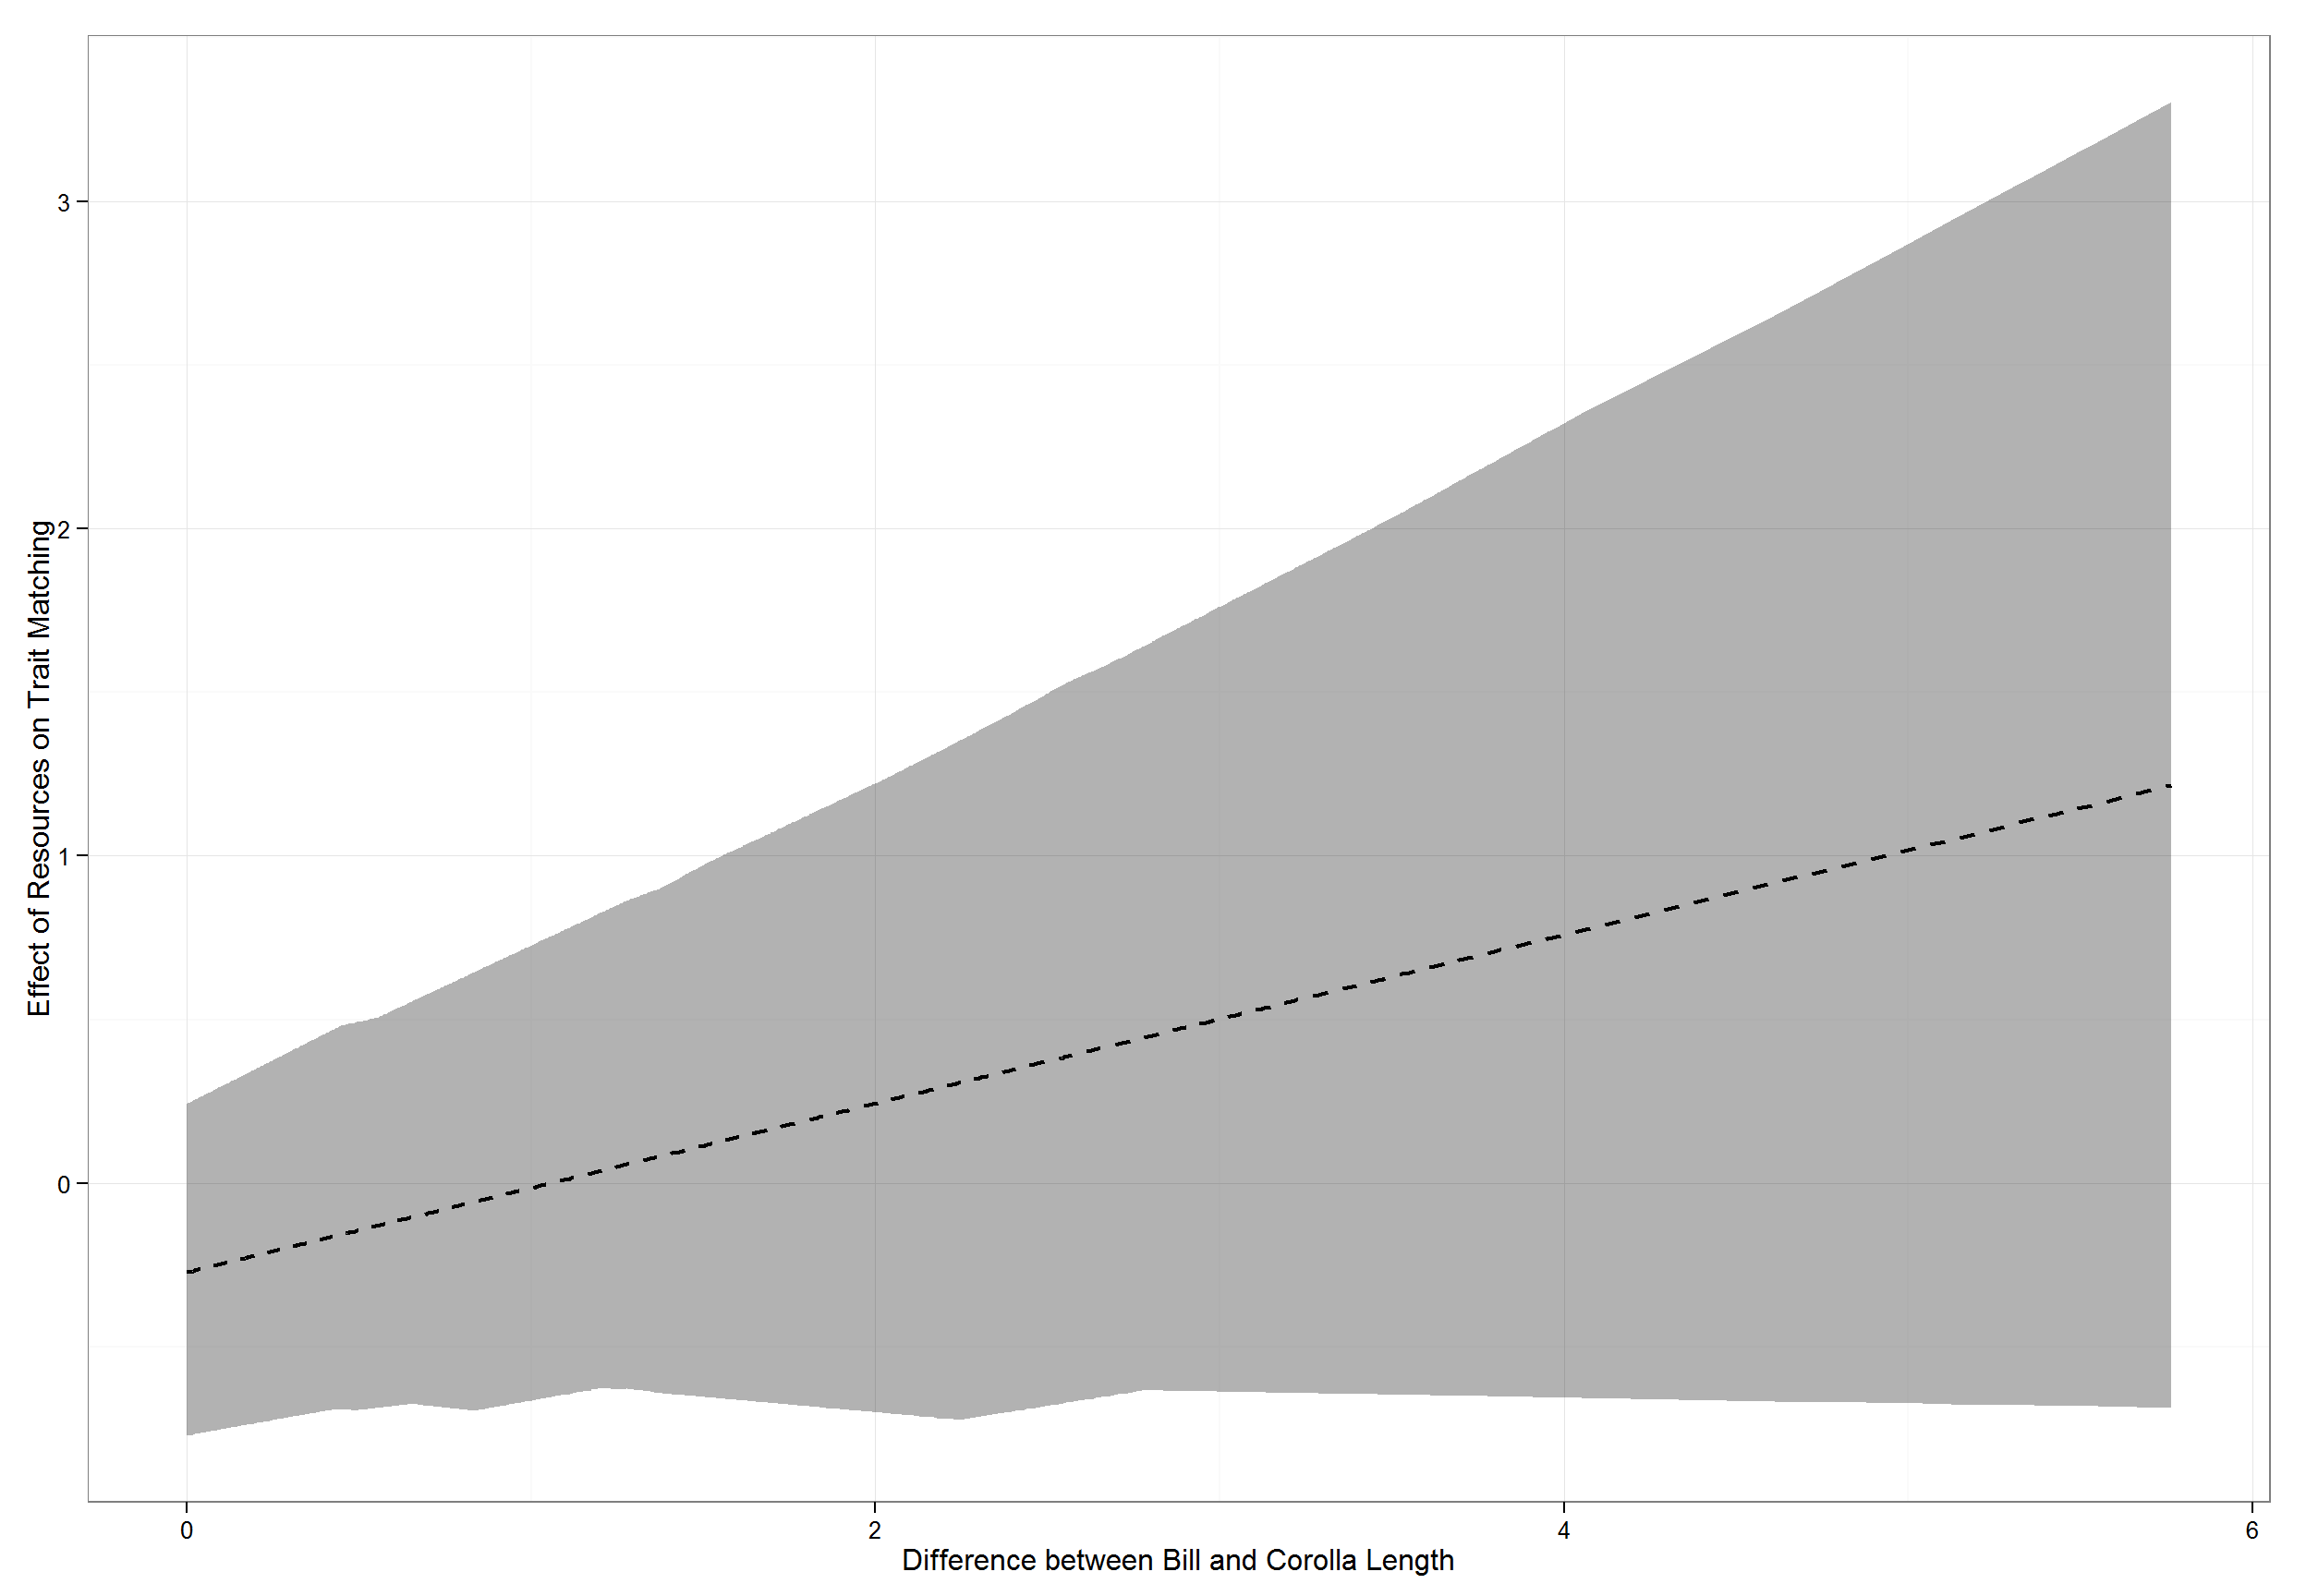 Effect of Resources on Trait Matching
3
2
1
0
0 2 4 6
Difference between Bill and Corolla Length